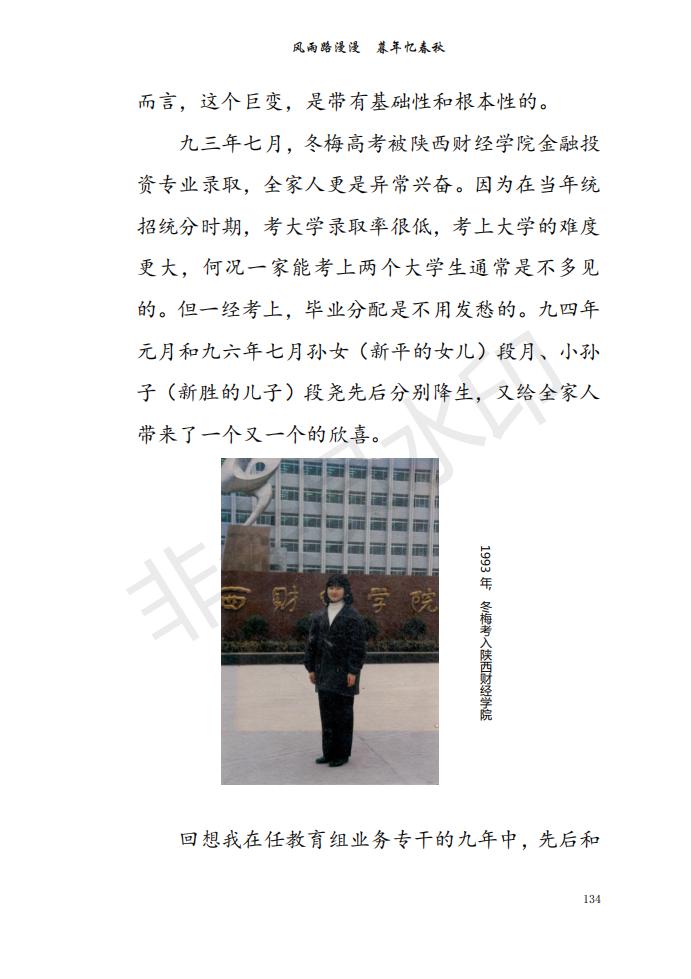 风雨路漫漫 暮年忆春秋
而言，这个巨变，是带有基础性和根本性的。
九三年七月，冬梅高考被陕西财经学院金融投
资专业录取，全家人更是异常兴奋。因为在当年统
招统分时期，考大学录取率很低，考上大学的难度
更大，何况一家能考上两个大学生通常是不多见
的。但一经考上，毕业分配是不用发愁的。九四年
元月和九六年七月孙女（新平的女儿）段月、小孙
子（新胜的儿子）段尧先后分别降生，又给全家人
带来了一个又一个的欣喜。
西财 学院
1993 年，冬梅考入陕西财经学院
回想我在任教育组业务专干的九年中，先后和
134